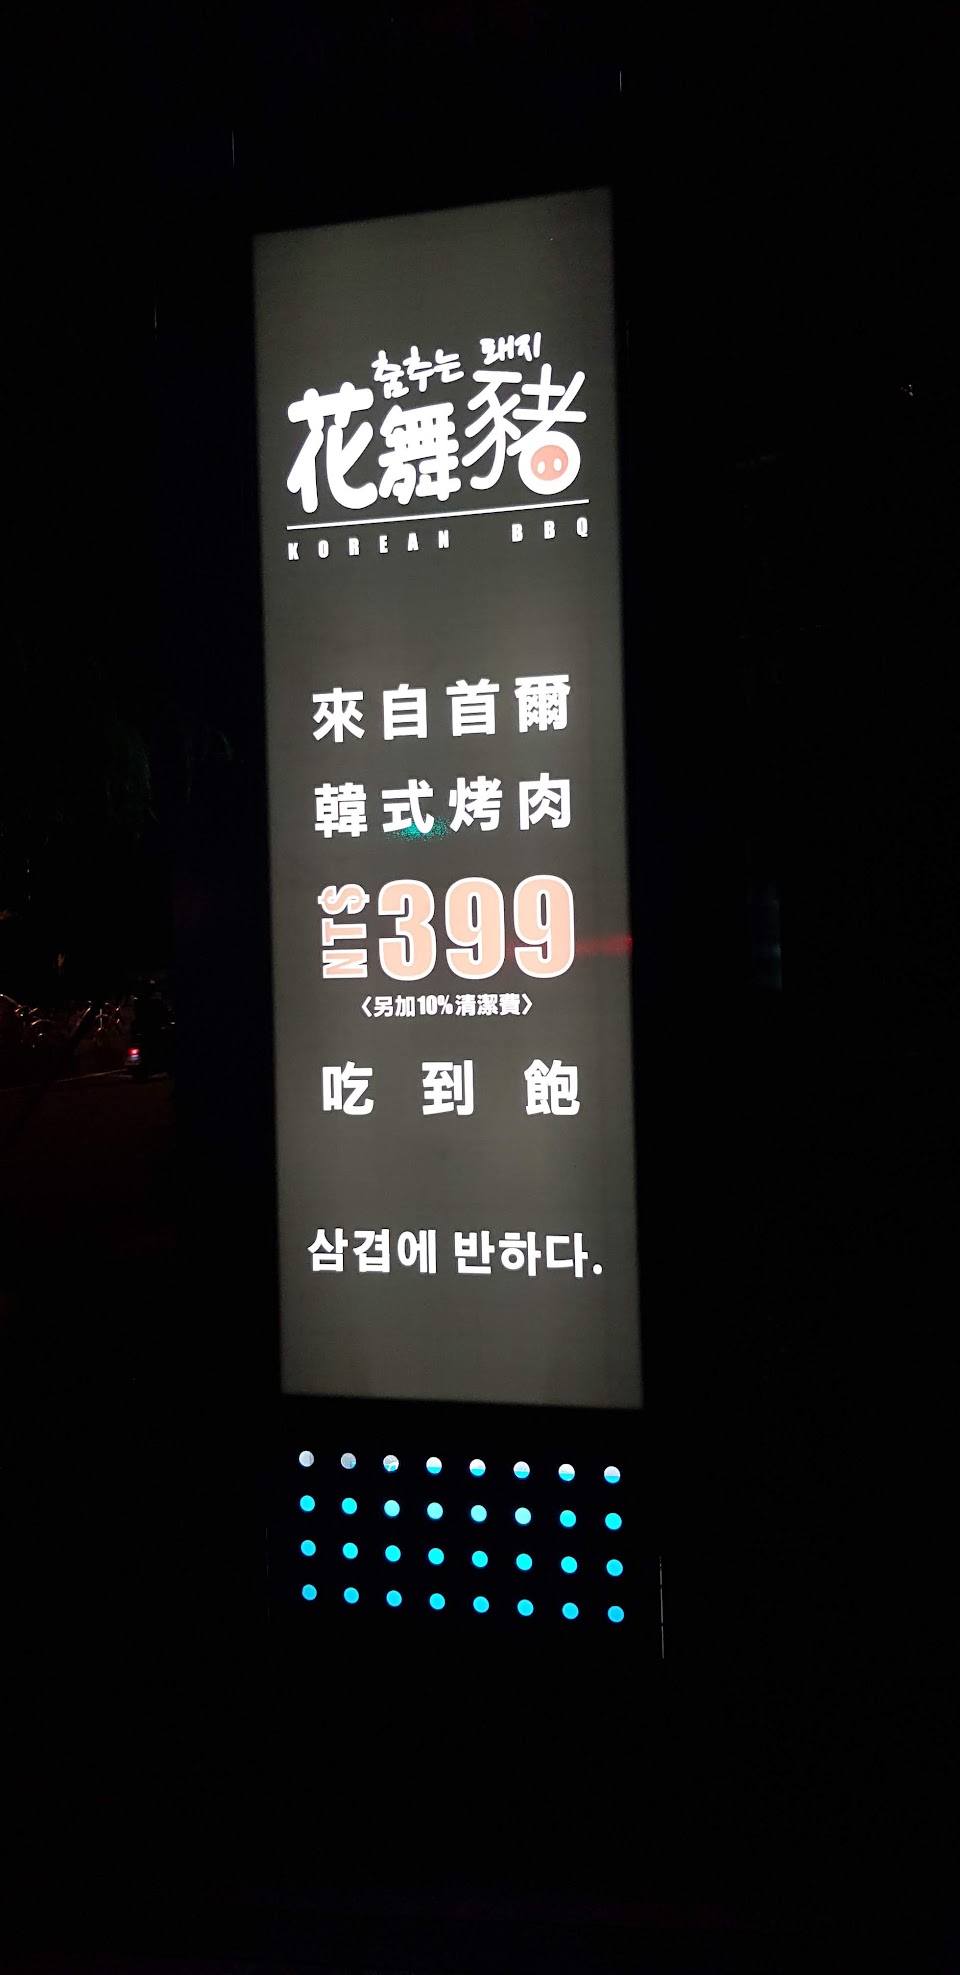 춤추는 돼지
花舞豬
KOREAN BBQ
來自首爾
韓式烤肉
NT$399
〈另加10%清潔費〉
吃到飽
삼겹에 반하다.